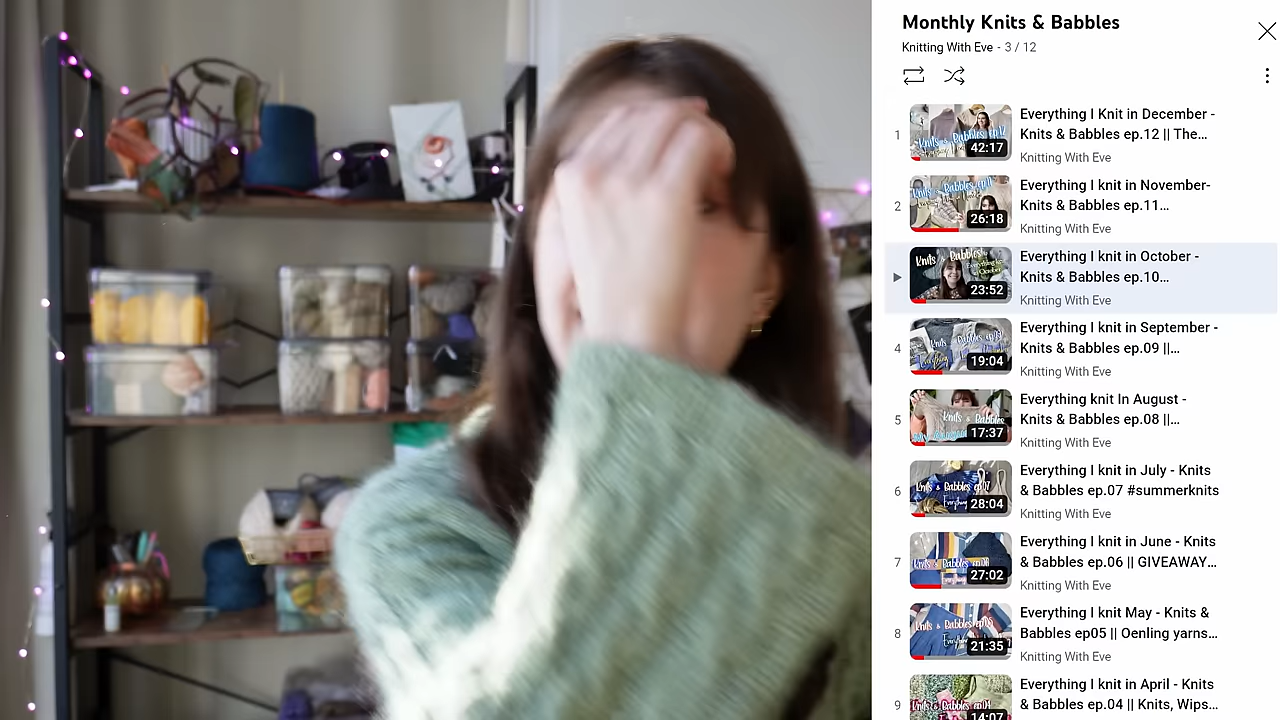 Monthly Knits & Babbles
Knitting With Eve - 3 / 12
1
42:17
Everything I Knit in December -
Knits & Babbles ep.12 || The...
Knitting With Eve
2
26:18
Everything I knit in November-
Knits & Babbles ep.11...
Knitting With Eve
Knits & Babbles
23:52
Everything I knit in October -
Knits & Babbles ep.10...
Knitting With Eve
4
19:04
Everything I knit in September -
Knits & Babbles ep.09 ||...
Knitting With Eve
5
Knits & Babbles
17:37
Everything knit In August -
Knits & Babbles ep.08 ||...
Knitting With Eve
6
28:04
Everything I knit in July - Knits
& Babbles ep.07 #summerknits
Knitting With Eve
7
27:02
Everything I knit in June - Knits
& Babbles ep.06 || GIVEAWAY...
Knitting With Eve
8
21:35
Everything I knit May - Knits &
Babbles ep05 || Oenling yarns...
Knitting With Eve
9
14:07
Everything I knit in April - Knits
& Babbles ep.04 || Knits, Wips...